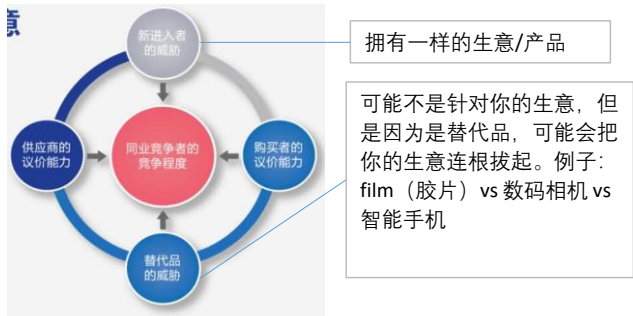 意
新进入者
的威胁
拥有一样的生意/产品
供应商的
议价能力
同业竞争者的
竞争程度
购买者的
议价能力
替代品
的威胁
可能不是针对你的生意，但
是因为是替代品，可能会把
你的生意连根拔起。例子：
film（胶片）vs 数码相机 vs
智能手机